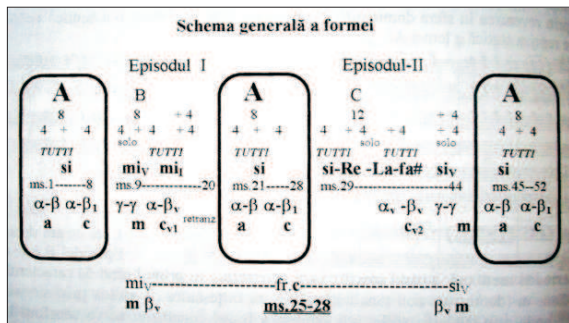 Schema generală a formei
Episodul I Episodul-II
A B A C A
8 8 +4 8 12 +4 8
4 + 4 4 + 4 +4 4 + 4 4 + 4 +4 +4 4 + 4
solo solo
TUTTI TUTTI TUTTI TUTTI TUTTI TUTTI
si miV miI si si-Re -La-fa# siV si
ms.1-------8 ms.9-----------20 ms.21------28 ms.29----------------44 ms.45--52
α-β α-β1 γ-γ α-βv α-β α-β1 αv -βv γ-γ α-β α-β1
a c m cv1 retranz a c cv2 m a c
miV------------------fr.c--------------------siV
m βv ms.25-28 βv m